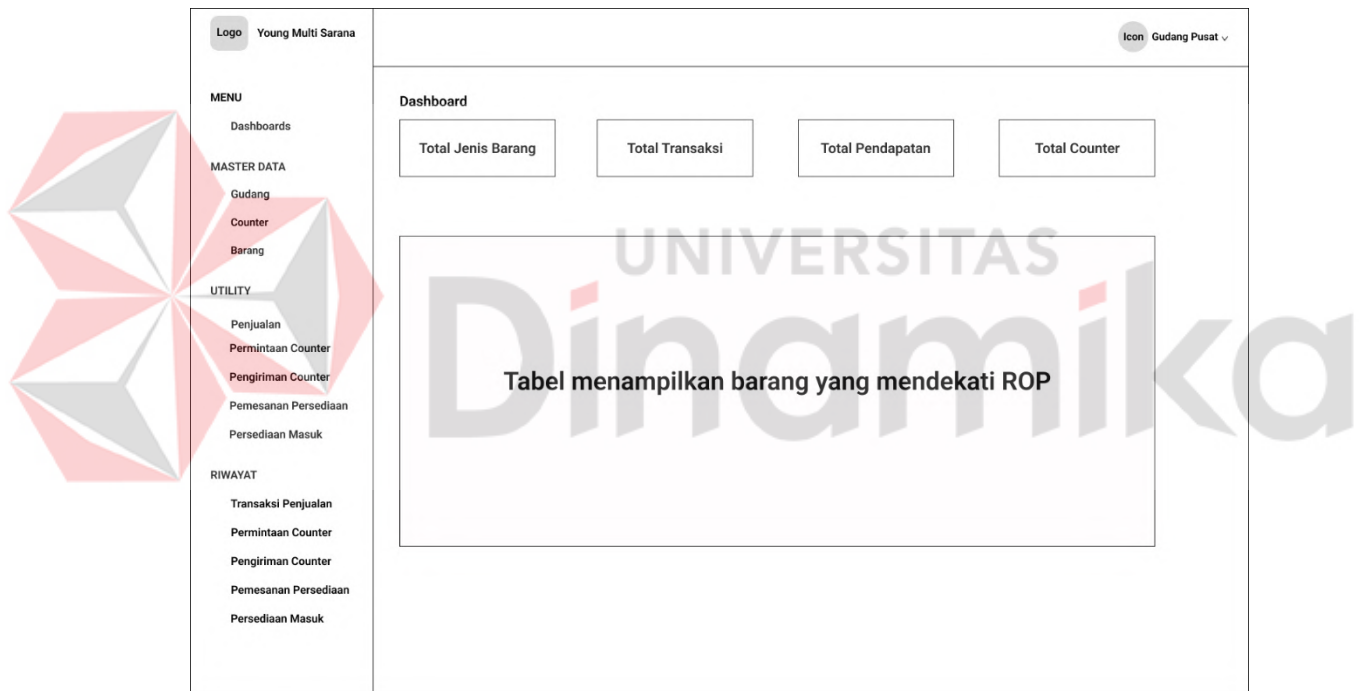 Logo Young Multi Sarana
Icon Gudang Pusat
MENU
Dashboards
MASTER DATA
Gudang
Counter
Barang
UTILITY
Penjualan
Permintaan Counter
Pengiriman Counter
Pemesanan Persediaan
Persediaan Masuk
RIWAYAT
Transaksi Penjualan
Permintaan Counter
Pengiriman Counter
Pemesanan Persediaan
Persediaan Masuk
Dashboard
Total Jenis Barang
Total Transaksi
Total Pendapatan
Total Counter
Tabel menampilkan barang yang mendekati ROP
UNIVERSITAS
Dinamika